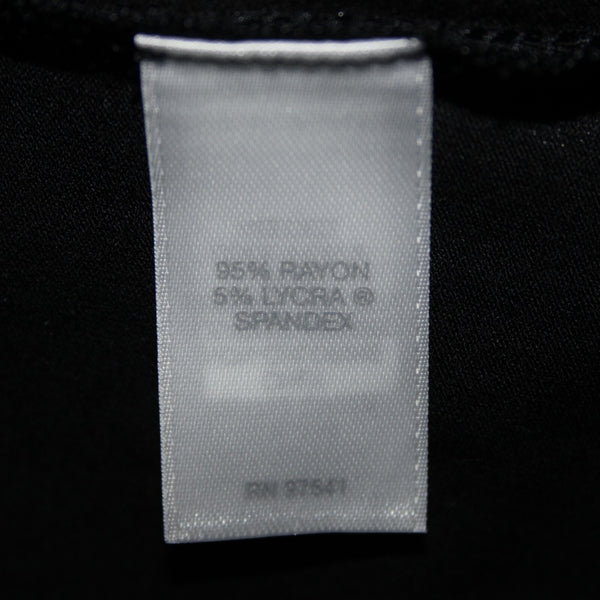 95% RAYON
5% LYCRA ®
SPANDEX
RN 97541